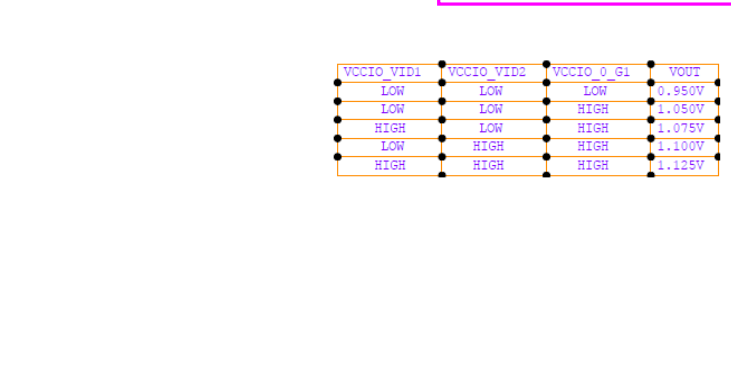 VCCIO_VID1 VCCIO_VID2 VCCIO_0_G1 VOUT
LOW LOW LOW 0.950V
LOW LOW HIGH 1.050V
HIGH LOW HIGH 1.075V
LOW HIGH HIGH 1.100V
HIGH HIGH HIGH 1.125V